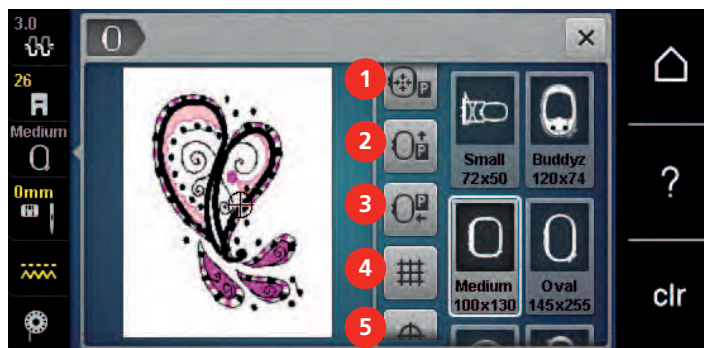 3.0
26
Medium
0mm
1
P
2
P
3
P
4
5
Small
72x50
Buddyz
120x74
Medium
100x130
Oval
145x255
?
clr